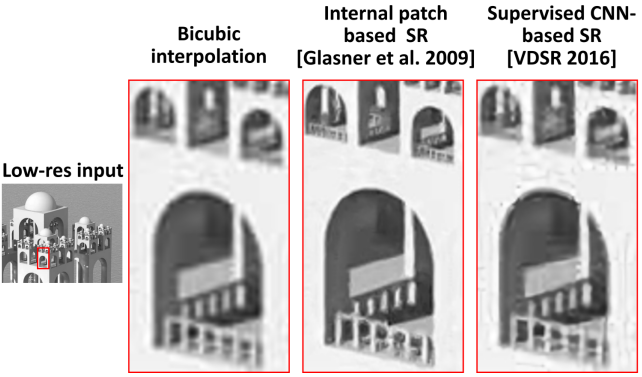 Bicubic
interpolation
Internal patch
based SR
[Glasner et al. 2009]
Supervised CNN-
based SR
[VDSR 2016]
Low-res input